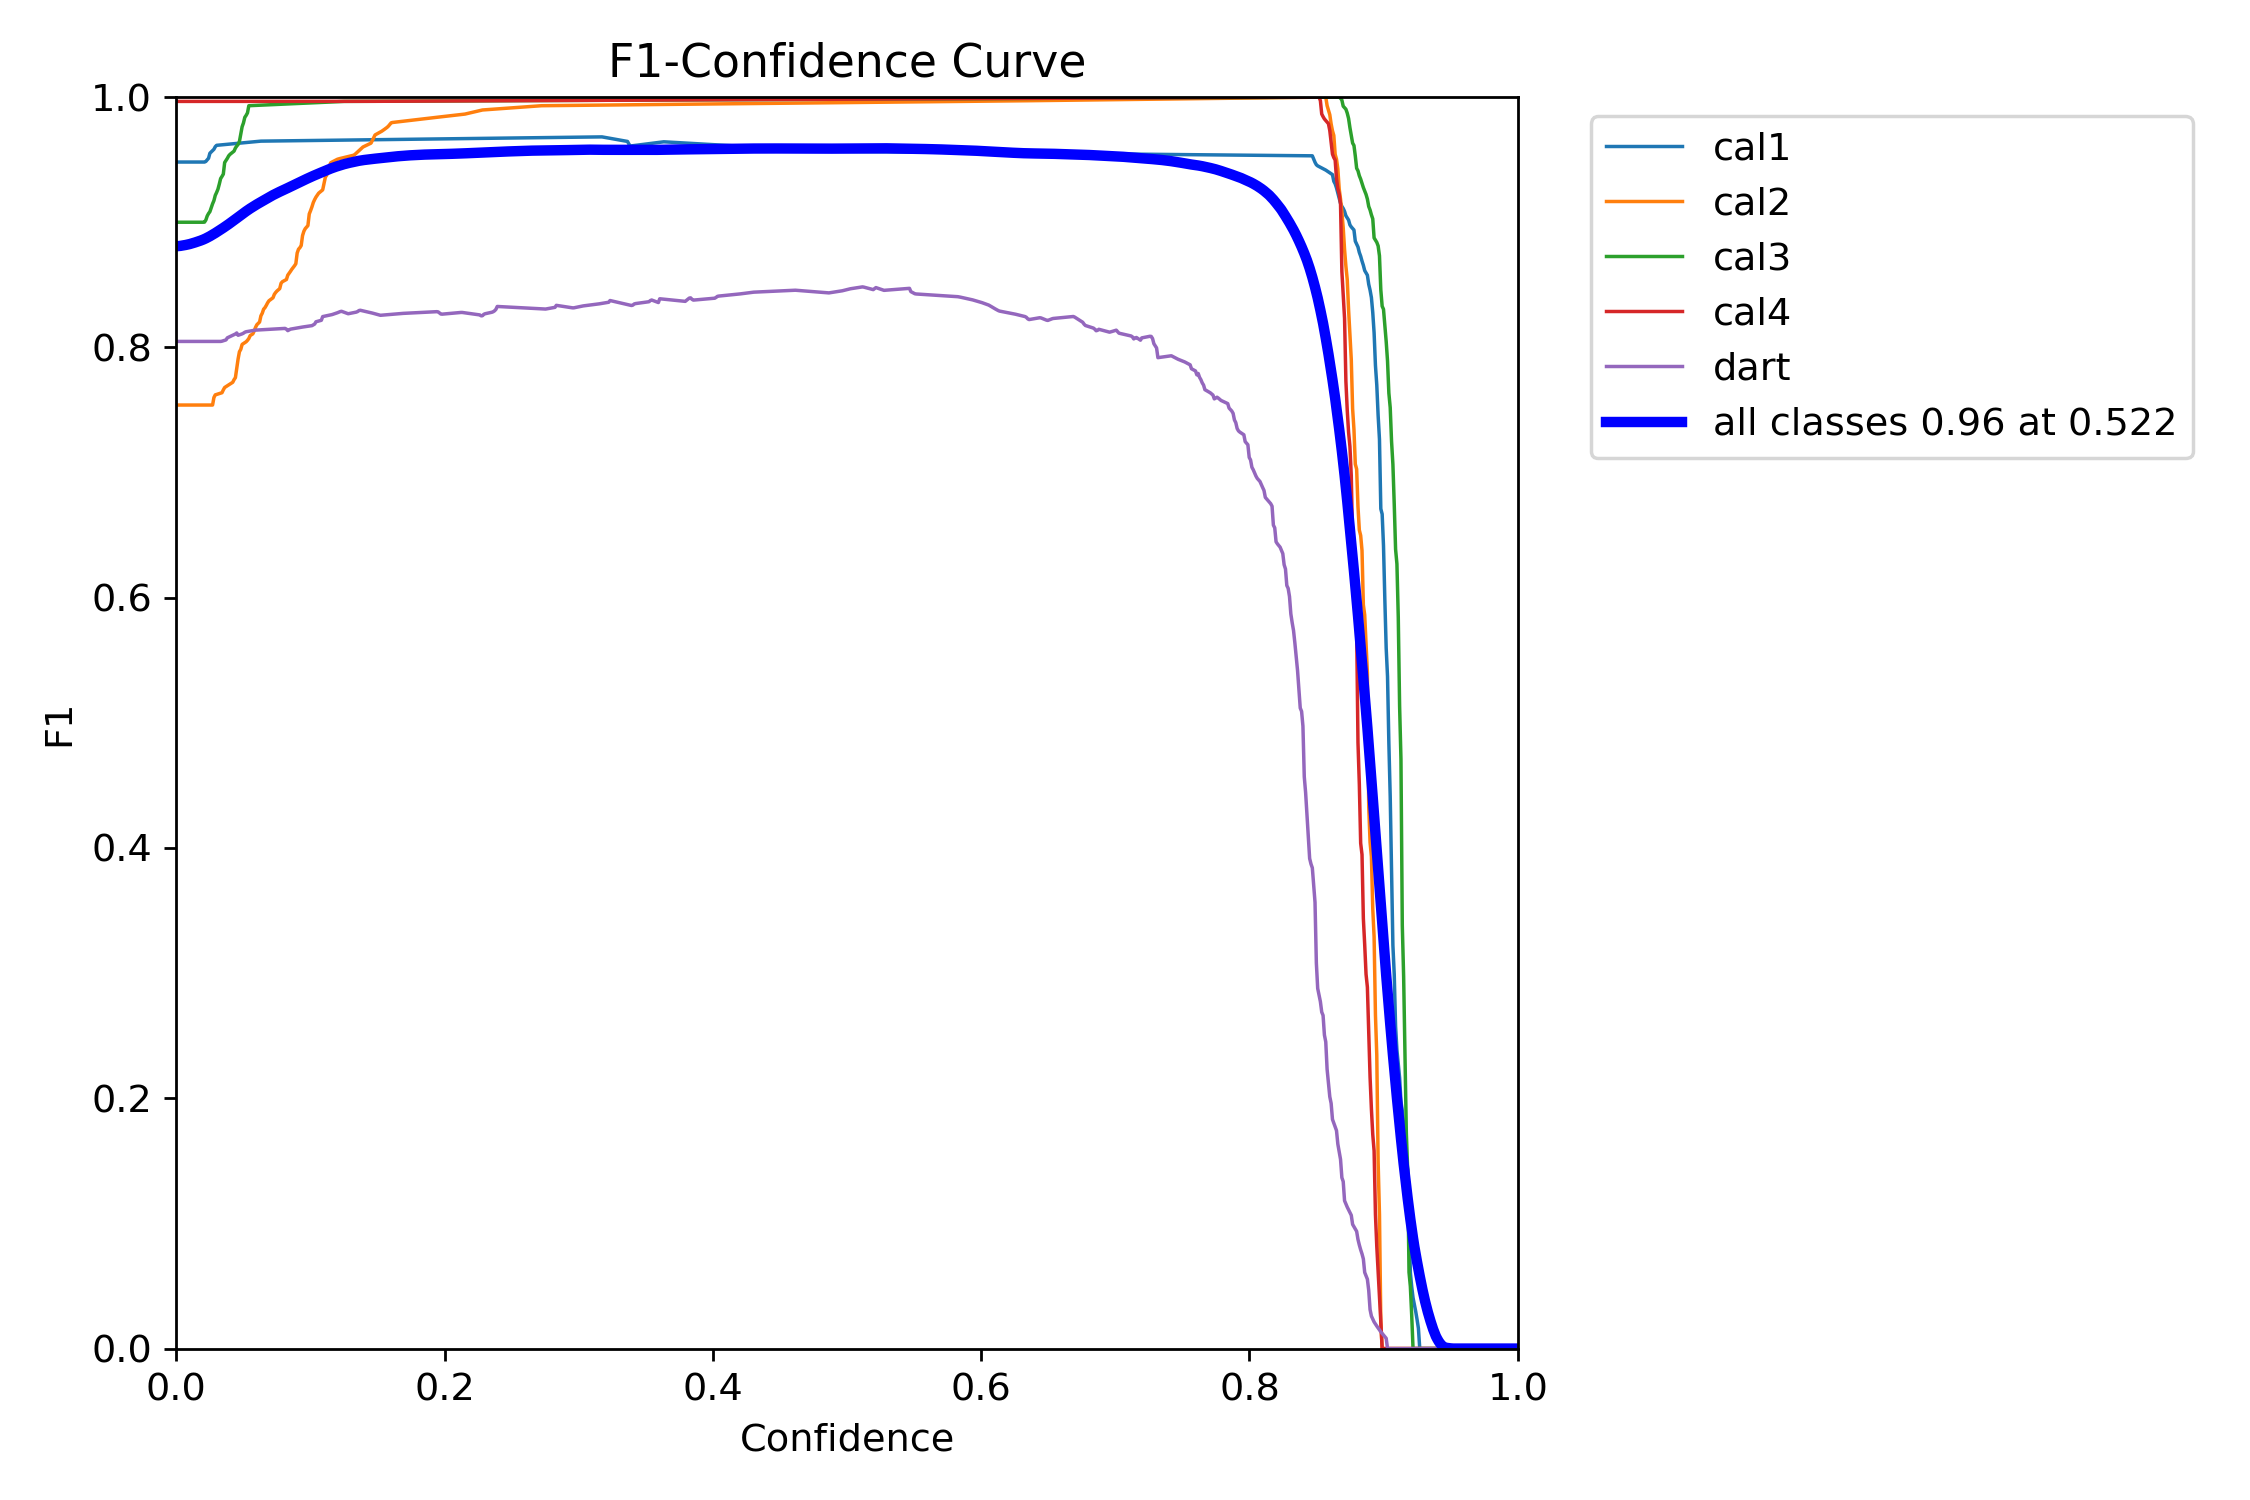 F1-Confidence Curve
1.0
0.8
0.6
0.4
0.2
0.0
F1
0.0 0.2 0.4 0.6 0.8 1.0
Confidence
cal1
cal2
cal3
cal4
dart
all classes 0.96 at 0.522